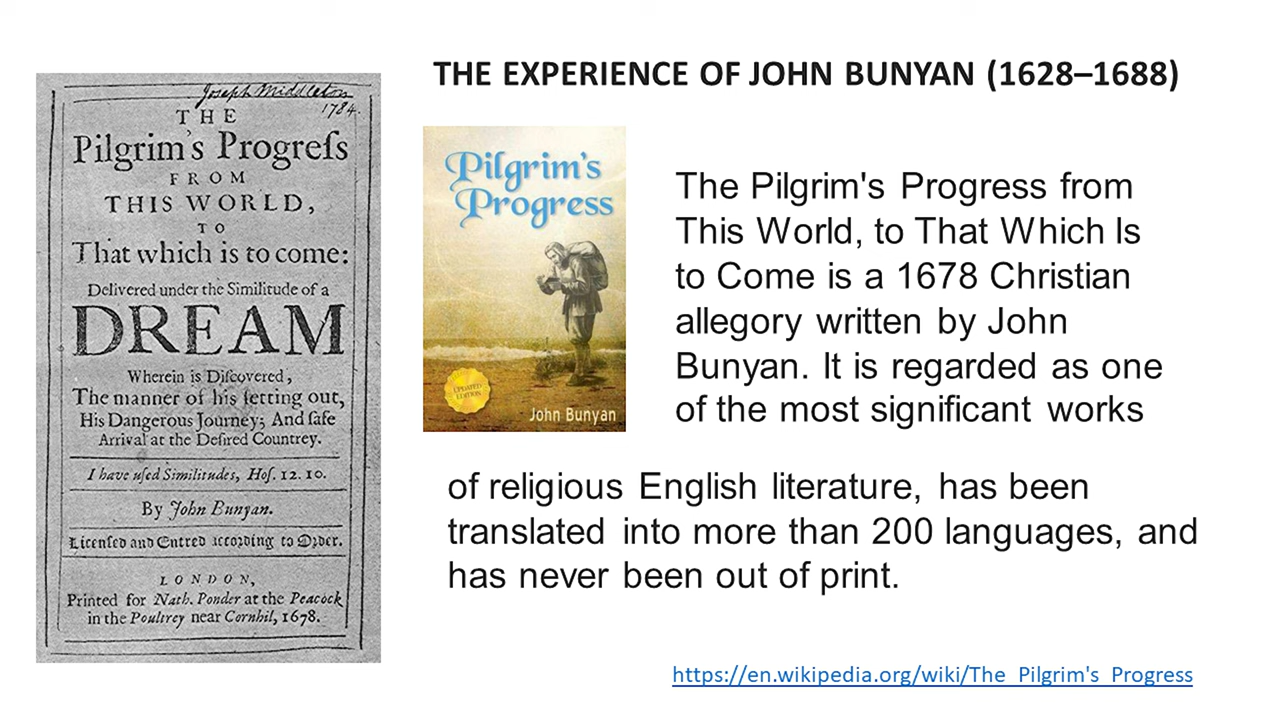 THE EXPERIENCE OF JOHN BUNYAN (1628–1688)
Joseph Middleton
1784.
THE
Pilgrim's Progreſs
FROM
THIS WORLD,
TO
That which is to come:
Delivered under the Similitude of a
DREAM
Wherein is Diſcovered,
The manner of his ſetting out,
His Dangerous Journey; And ſafe
Arrival at the Deſired Countrey.
I have uſed Similitudes, Hoſ. 12. 10.
By John Bunyan.
Licenſed and Entred according to Order.
LONDON,
Printed for Nath. Ponder at the Peacock
in the Poultrey near Cornhil, 1678.
Pilgrim's
Progress
UPDATED
EDITION
John Bunyan
The Pilgrim's Progress from
This World, to That Which Is
to Come is a 1678 Christian
allegory written by John
Bunyan. It is regarded as one
of the most significant works
of religious English literature, has been
translated into more than 200 languages, and
has never been out of print.
https://en.wikipedia.org/wiki/The_Pilgrim's_Progress